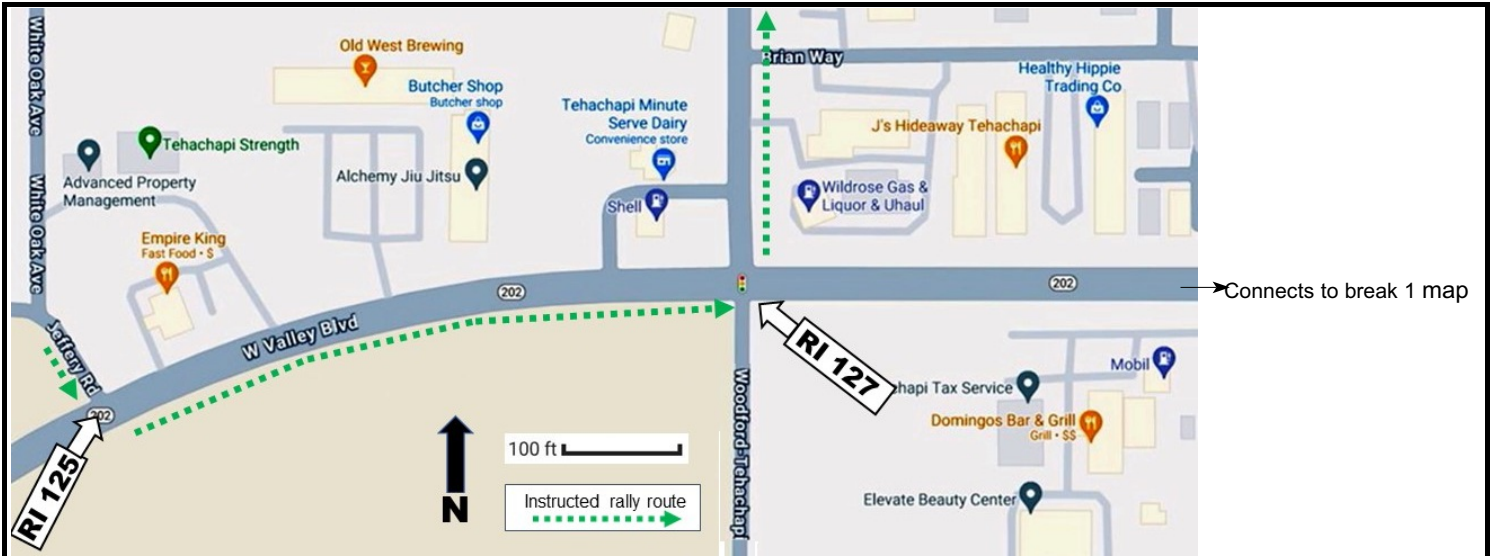 White Oak Ave
White Oak Ave
Jeffery Rd
Old West Brewing
Butcher Shop
Butcher shop
Tehachapi Strength
Advanced Property
Management
Alchemy Jiu Jitsu
Empire King
Fast Food • $
Tehachapi Minute
Serve Dairy
Convenience store
Shell
Brian Way
Healthy Hippie
Trading Co
J's Hideaway Tehachapi
Wildrose Gas &
Liquor & Uhaul
202
202
202
W Valley Blvd
Connects to break 1 map
RI 125
RI 127
Woodford-Tehachapi
Mobil
ehapi Tax Service
Domingos Bar & Grill
Grill • $$
Elevate Beauty Center
N
100 ft
Instructed rally route